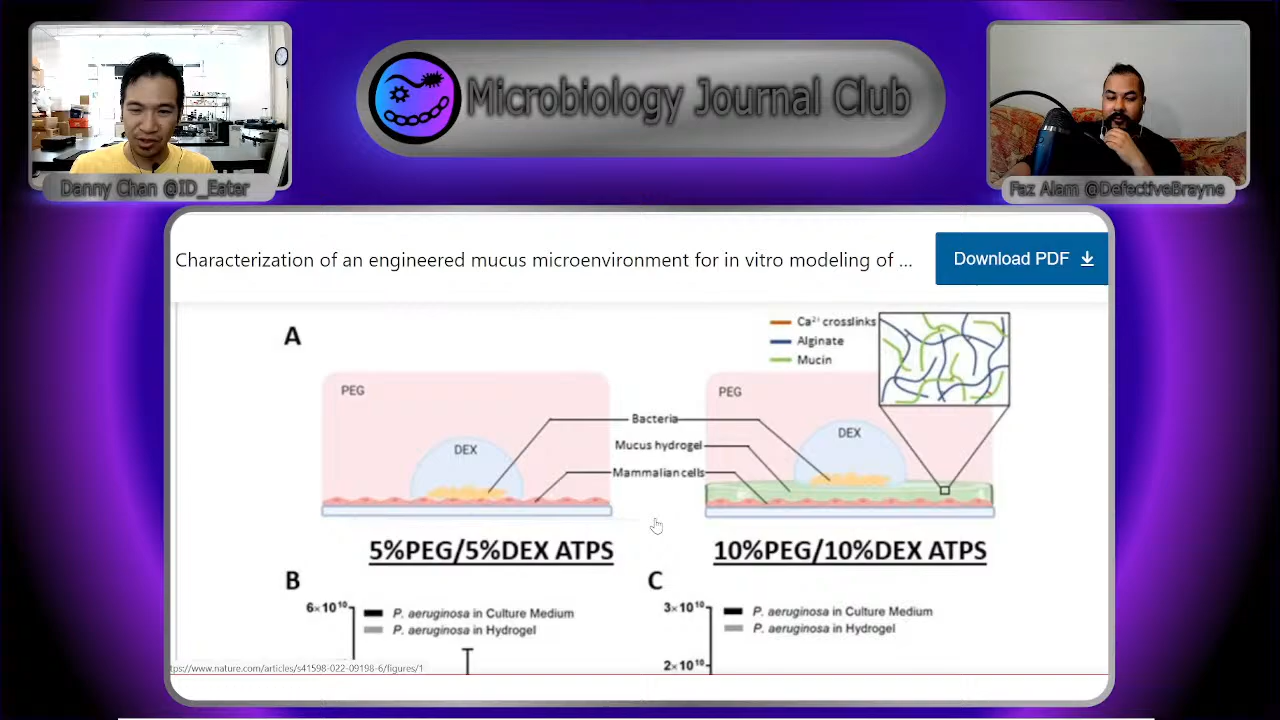 Microbiology Journal Club
Danny Chan @ID_Eater
Faz Alam @DefectiveBrayne
Characterization of an engineered mucus microenvironment for in vitro modeling of ...
Download PDF
A
Ca²⁺ crosslinks
Alginate
Mucin
PEG
DEX
Bacteria
Mucus hydrogel
Mammalian cells
PEG
DEX
5%PEG/5%DEX ATPS
10%PEG/10%DEX ATPS
B
6×10¹⁰
P. aeruginosa in Culture Medium
P. aeruginosa in Hydrogel
C
3×10¹⁰
P. aeruginosa in Culture Medium
P. aeruginosa in Hydrogel
2×10¹⁰
tps://www.nature.com/articles/s41598-022-09198-6/figures/1